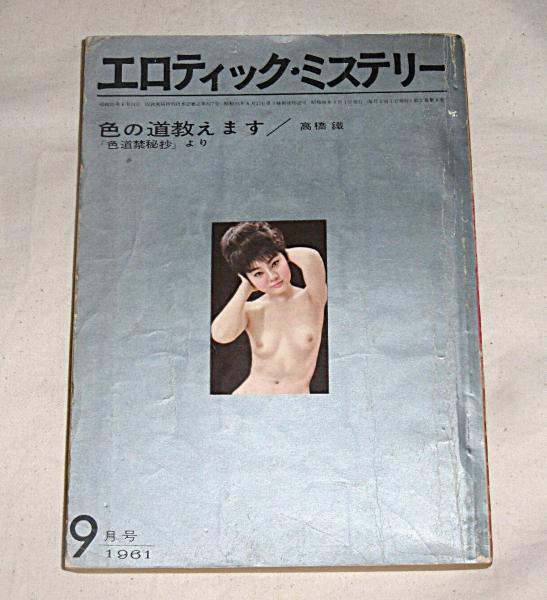 エロティック・ミステリー
色の道教えます／ 高橋 鐵
「色道禁秘抄」より
9月号
1961